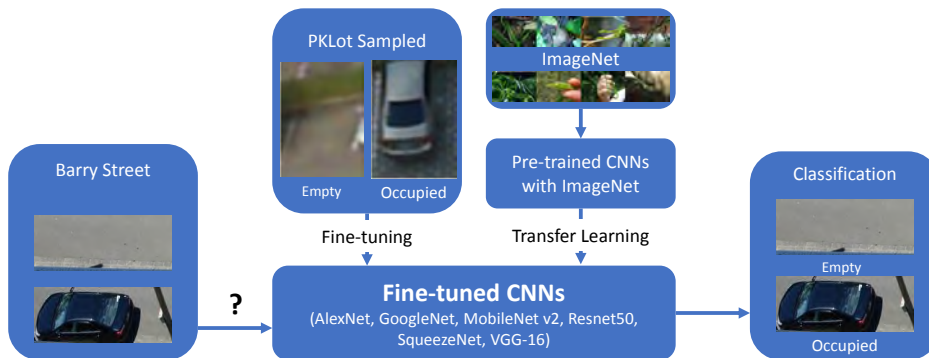 PKLot Sampled
ImageNet
Empty
Occupied
Pre-trained CNNs
with ImageNet
Barry Street
Classification
Fine-tuning
Transfer Learning
?
Fine-tuned CNNs
(AlexNet, GoogleNet, MobileNet v2, Resnet50,
SqueezeNet, VGG-16)
Empty
Occupied